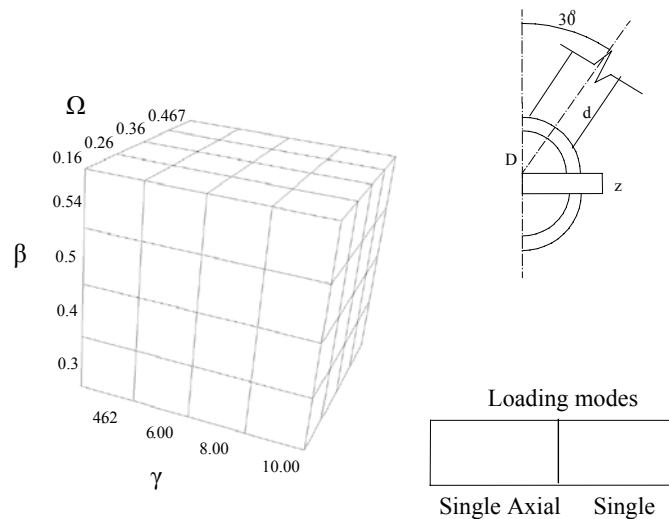 Ω
0.467
0.36
0.26
0.16
0.54
0.5
0.4
0.3
β
462
6.00
8.00
10.00
γ
30°
d
D
z
Loading modes
Single Axial
Single